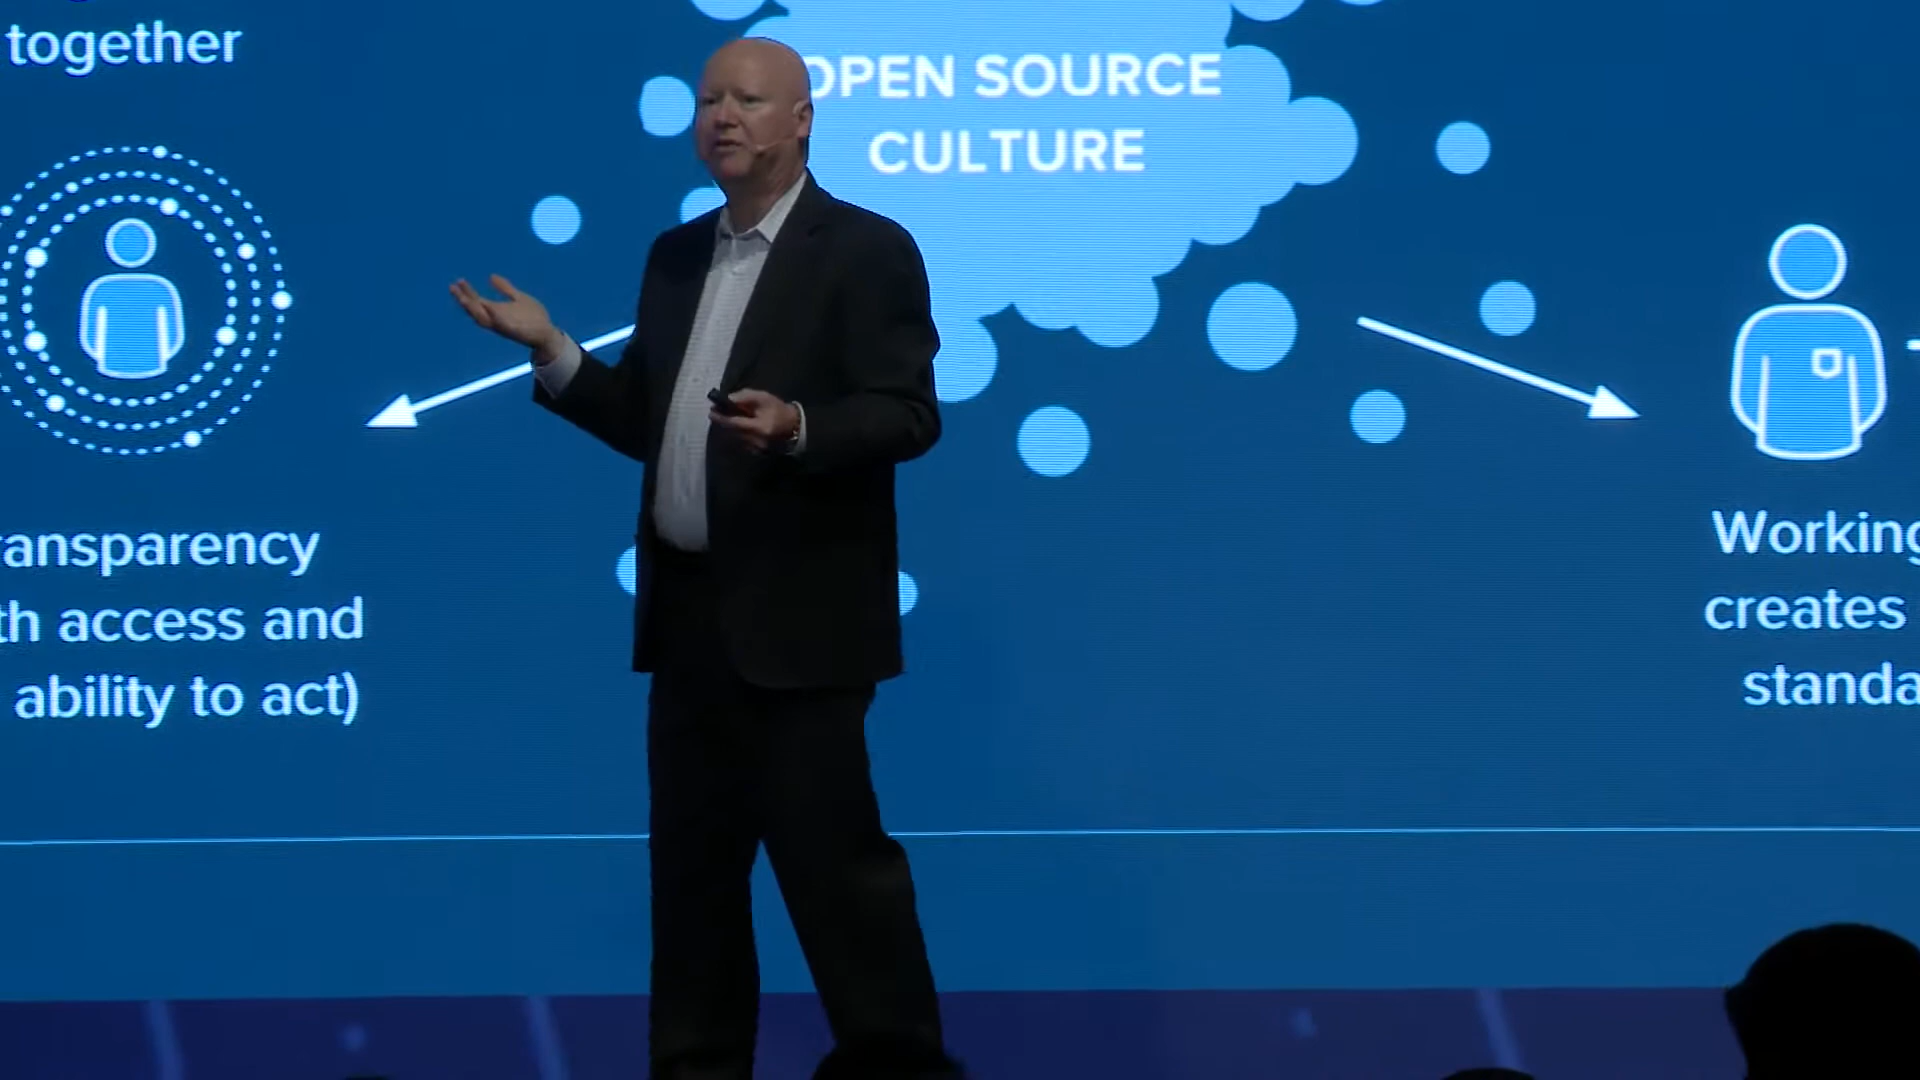 together
OPEN SOURCE
CULTURE
ransparency
th access and
ability to act)
Working
creates
standa